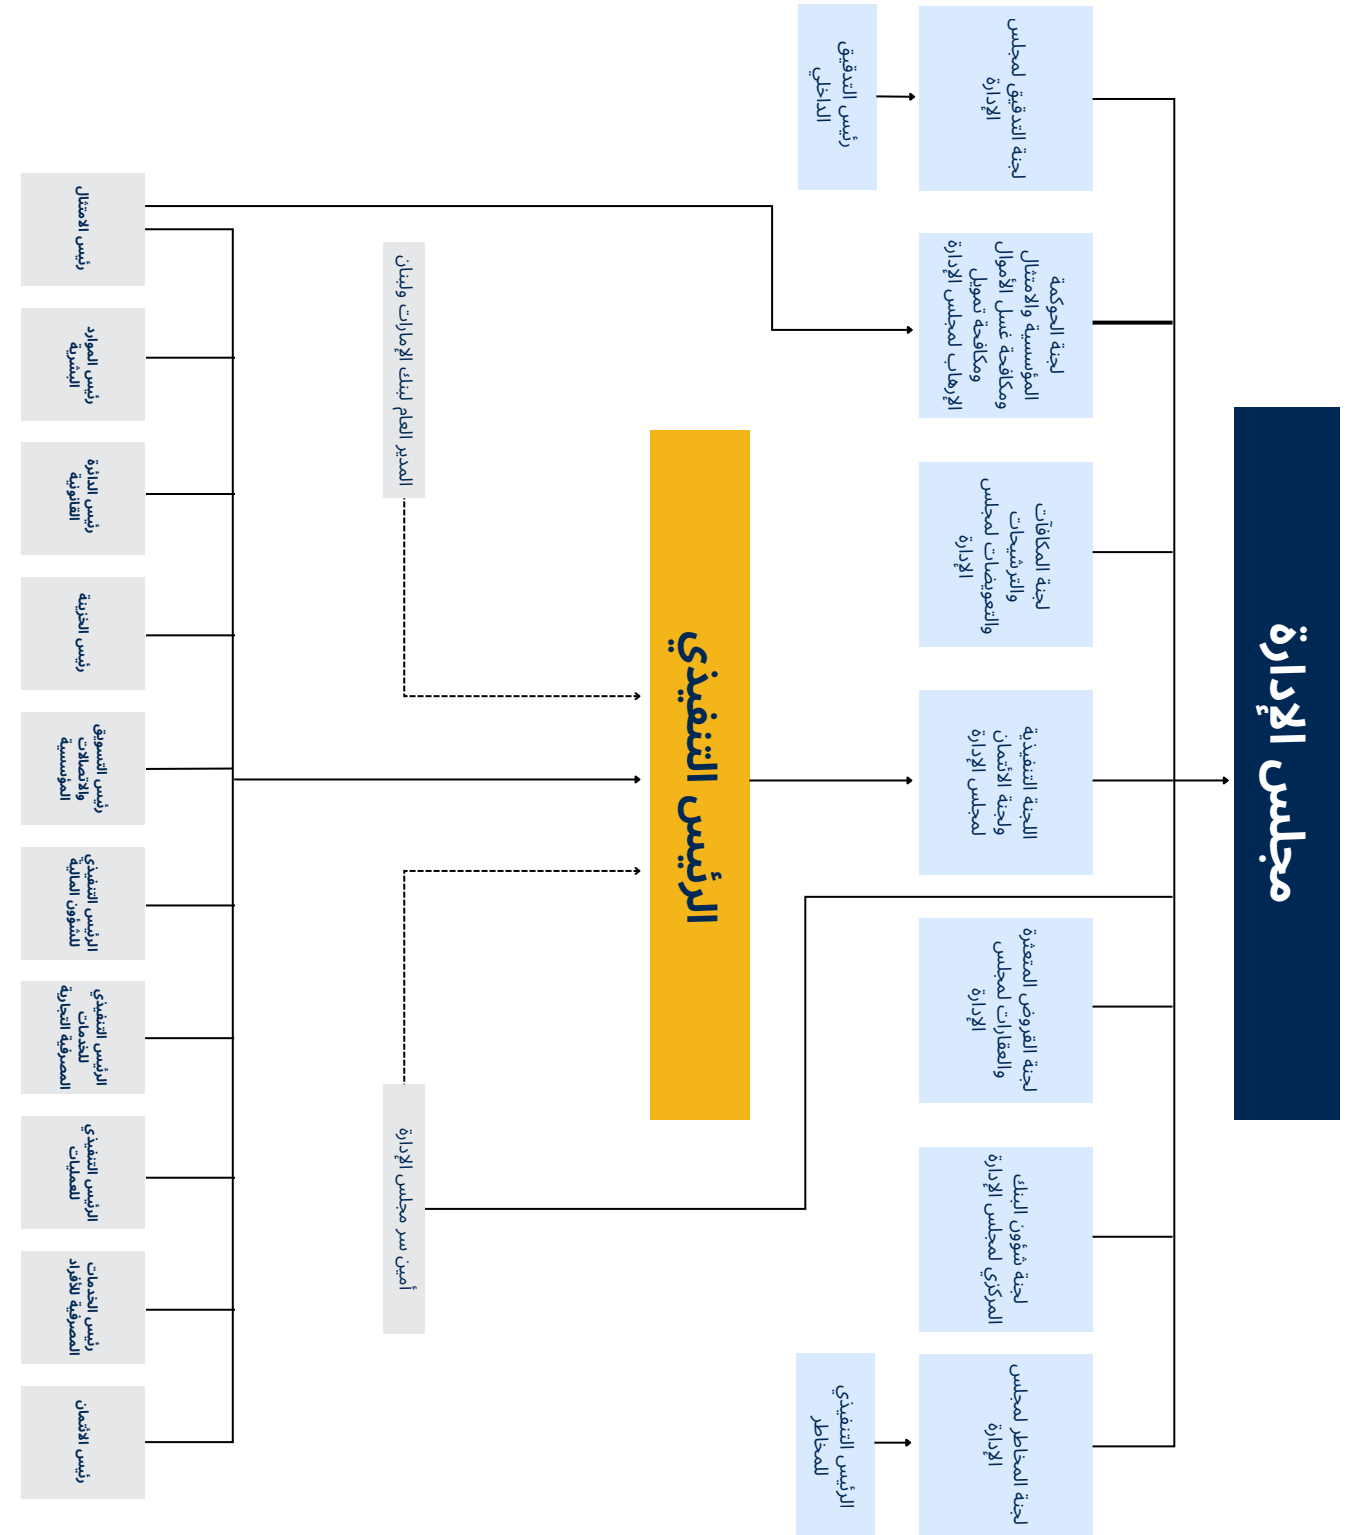 مجلس الإدارة
لجنة المخاطر لمجلس
الإدارة
لجنة شؤون البنك
المركزي لمجلس الإدارة
لجنة القروض المتعثرة
والعقارات لمجلس
الإدارة
اللجنة التنفيذية
ولجنة الائتمان
لمجلس الإدارة
لجنة المكافآت
والترشيحات
والتعويضات لمجلس
الإدارة
لجنة الحوكمة
المؤسسية والامتثال
ومكافحة غسل الأموال
ومكافحة تمويل
الإرهاب لمجلس الإدارة
لجنة التدقيق لمجلس
الإدارة
الرئيس التنفيذي
للمخاطر
رئيس التدقيق
الداخلي
الرئيس التنفيذي
أمين سر مجلس الإدارة
المدير العام لبنك الإمارات ولبنان
رئيس الائتمان
رئيس الخدمات
المصرفية للأفراد
الرئيس التنفيذي
للعمليات
الرئيس التنفيذي
للخدمات
المصرفية التجارية
الرئيس التنفيذي
للشؤون المالية
رئيس التسويق
والاتصالات
المؤسسية
رئيس الخزينة
رئيس الدائرة
القانونية
رئيس الموارد
البشرية
رئيس الامتثال